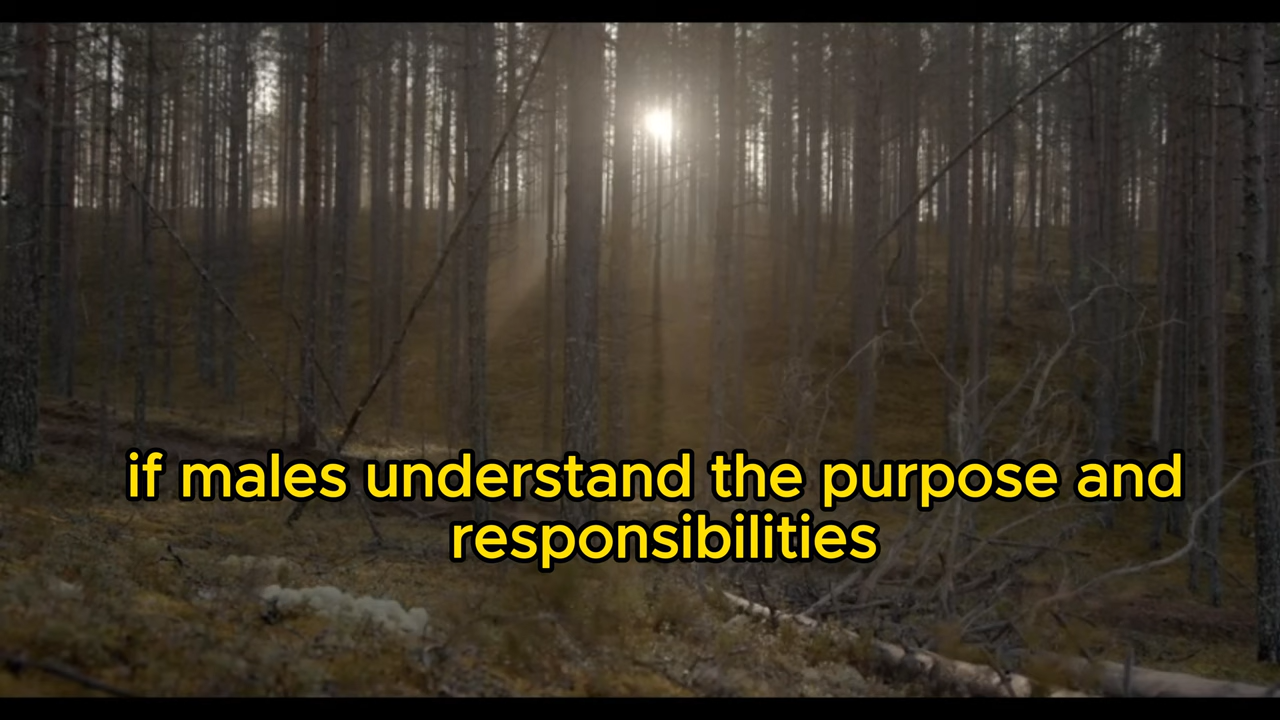 if males understand the purpose and
responsibilities